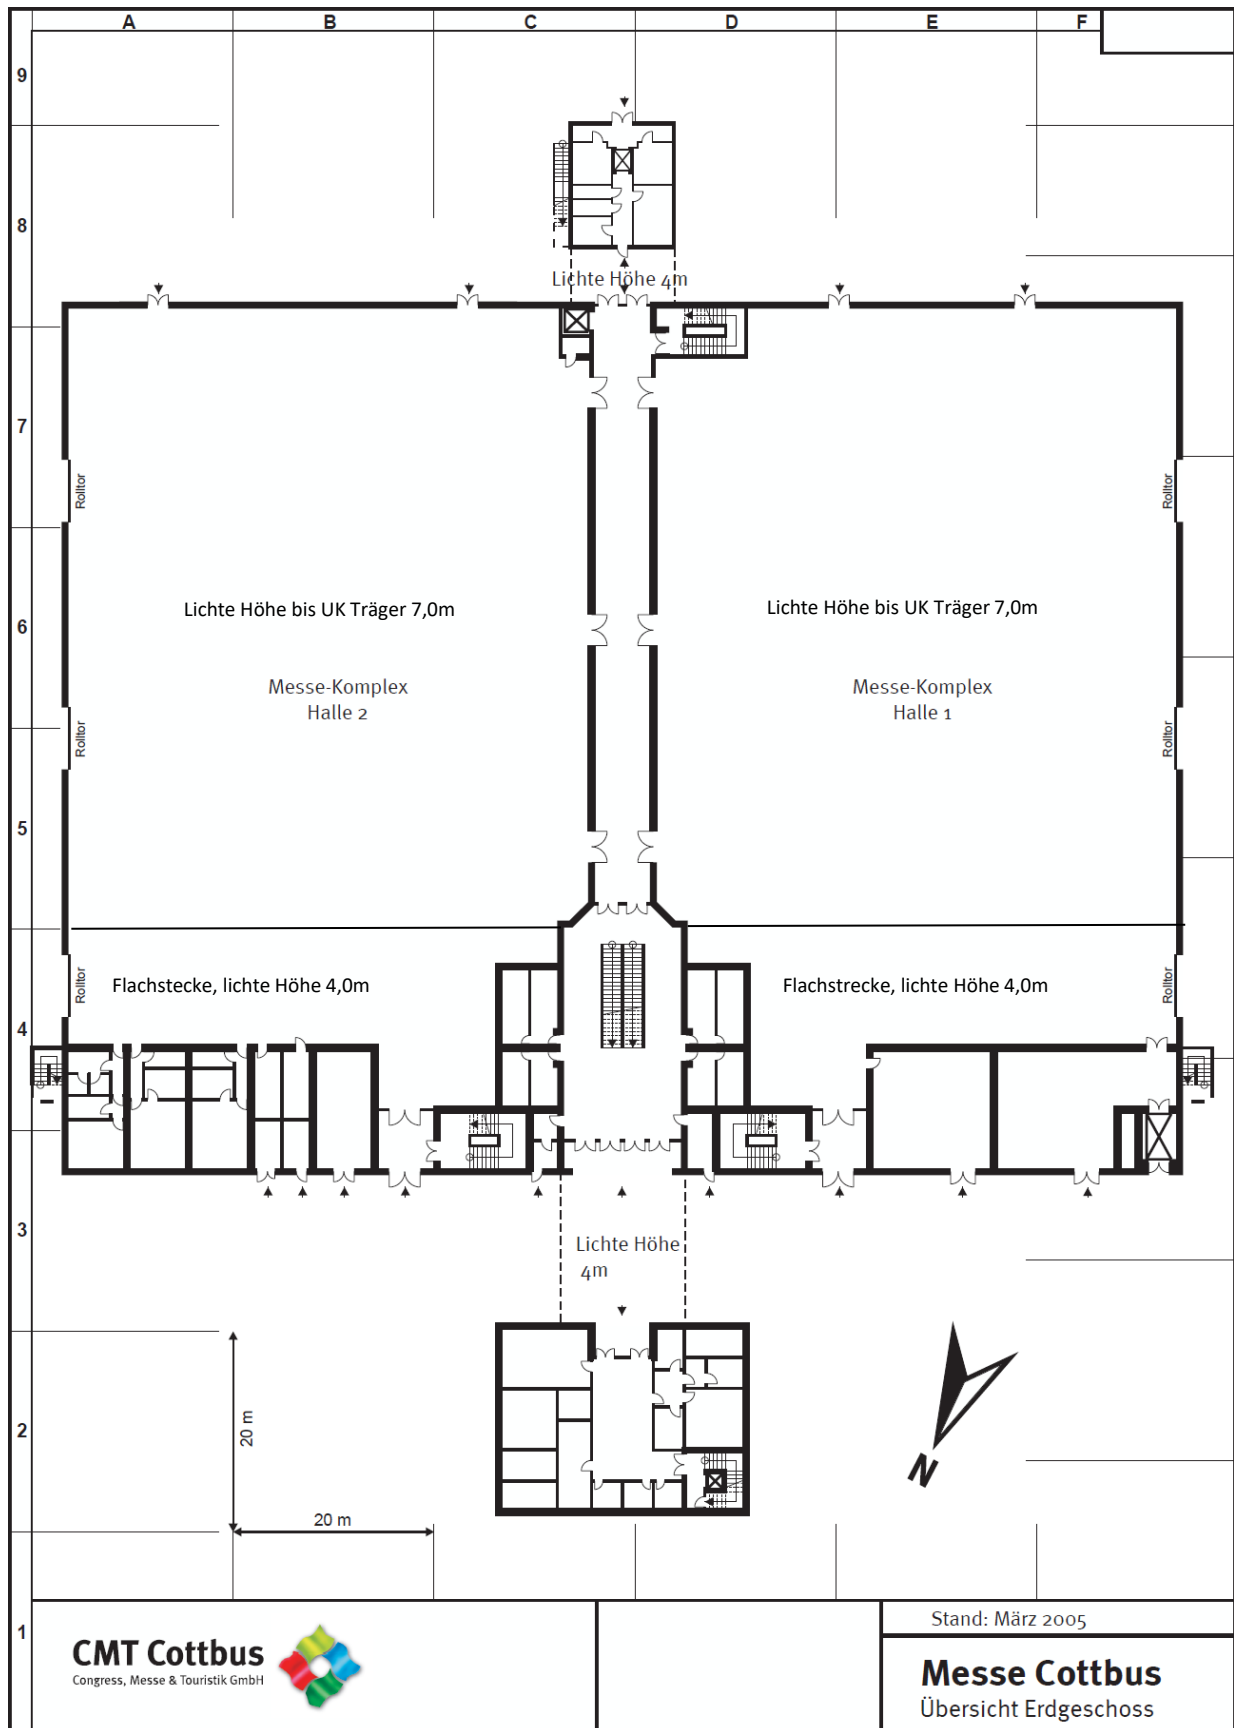 A B C D E F
9
8
Lichte Höhe 4m
7
Rolltor
Rolltor
6
Lichte Höhe bis UK Träger 7,0m
Lichte Höhe bis UK Träger 7,0m
Messe-Komplex
Halle 2
Messe-Komplex
Halle 1
Rolltor
Rolltor
5
Flachstecke, lichte Höhe 4,0m
Flachstrecke, lichte Höhe 4,0m
Rolltor
Rolltor
4
3
Lichte Höhe
4m
2
20 m
20 m
N
1
Stand: März 2005
CMT Cottbus
Congress, Messe & Touristik GmbH
Messe Cottbus
Übersicht Erdgeschoss